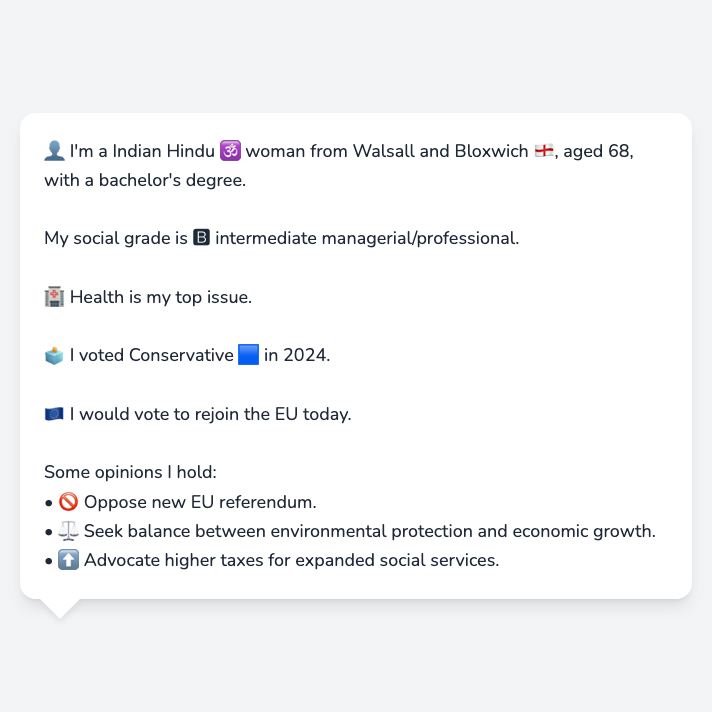 👤 I'm a Indian Hindu 🕉️ woman from Walsall and Bloxwich 🏴󠁧󠁢󠁥󠁮󠁧󠁿, aged 68,
with a bachelor's degree.
My social grade is 🅱 intermediate managerial/professional.
🏥 Health is my top issue.
🗳️ I voted Conservative 🟦 in 2024.
🇪🇺 I would vote to rejoin the EU today.
Some opinions I hold:
• 🚫 Oppose new EU referendum.
• ⚖️ Seek balance between environmental protection and economic growth.
• ⬆️ Advocate higher taxes for expanded social services.